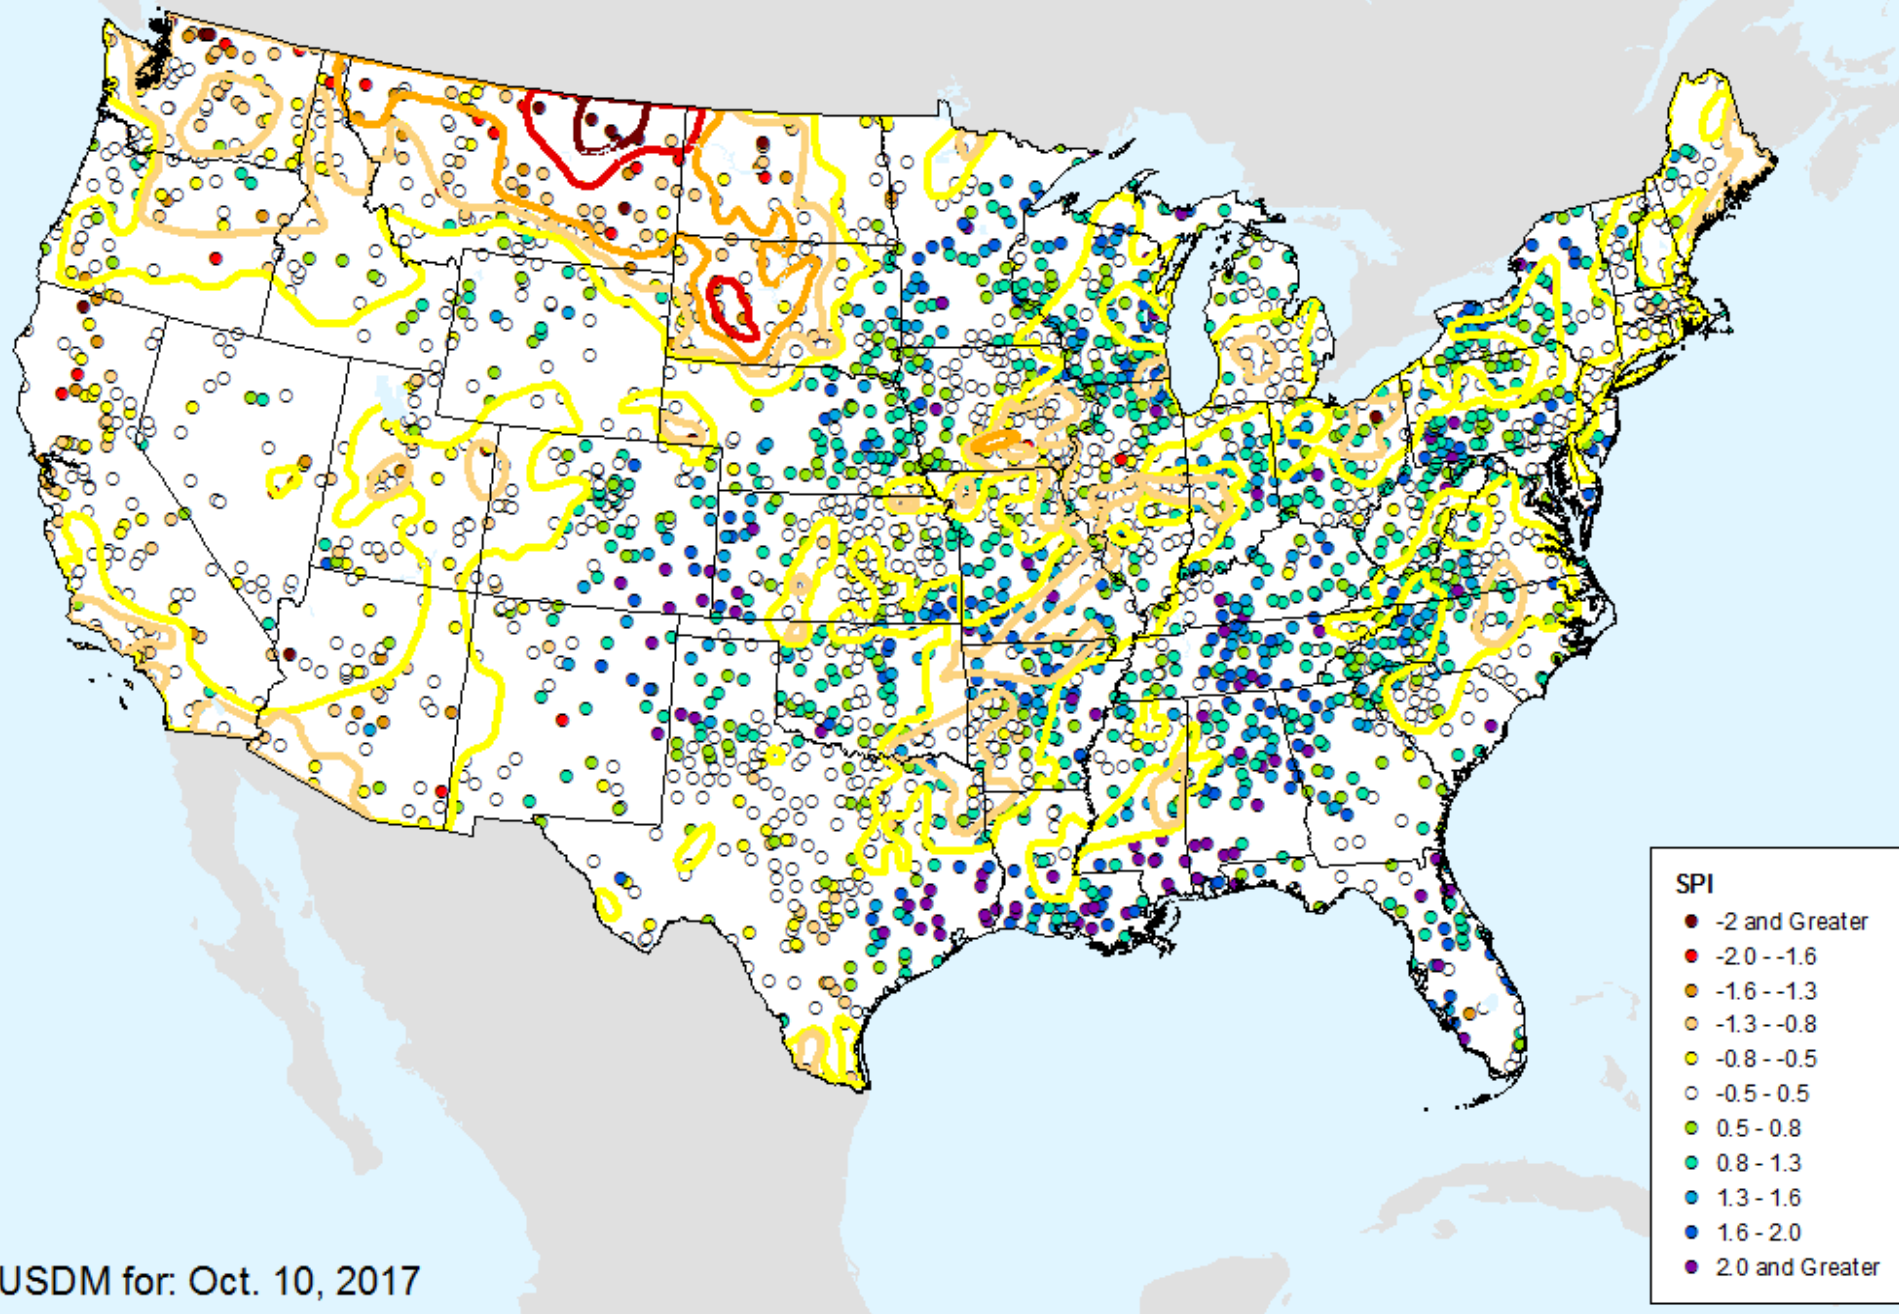 SPI
-2 and Greater
-2.0 - -1.6
-1.6 - -1.3
-1.3 - -0.8
-0.8 - -0.5
-0.5 - 0.5
0.5 - 0.8
0.8 - 1.3
1.3 - 1.6
1.6 - 2.0
2.0 and Greater
USDM for: Oct. 10, 2017